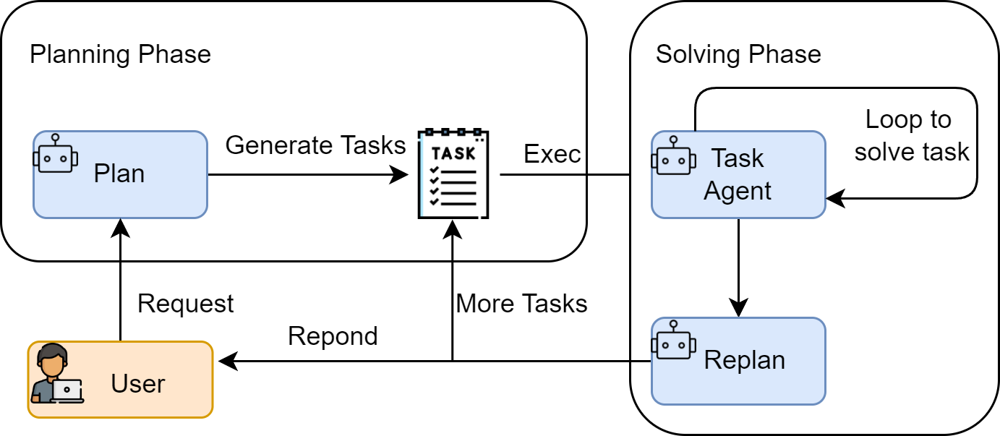 Planning Phase
Solving Phase
Plan
Generate Tasks
TASK
Exec
Task
Agent
Loop to
solve task
Request
More Tasks
Repond
User
Replan